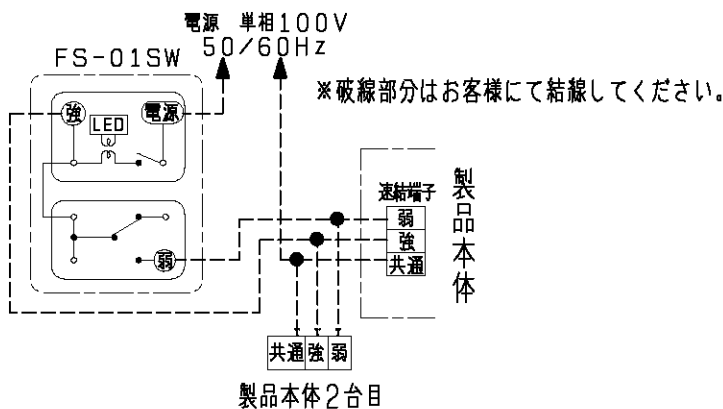 電源 単相100V
50/60Hz
FS-01SW
※破線部分はお客様にて結線してください。
強
LED
電源
弱
速結端子
弱
強
共通
製品本体
共通 強 弱
製品本体2台目